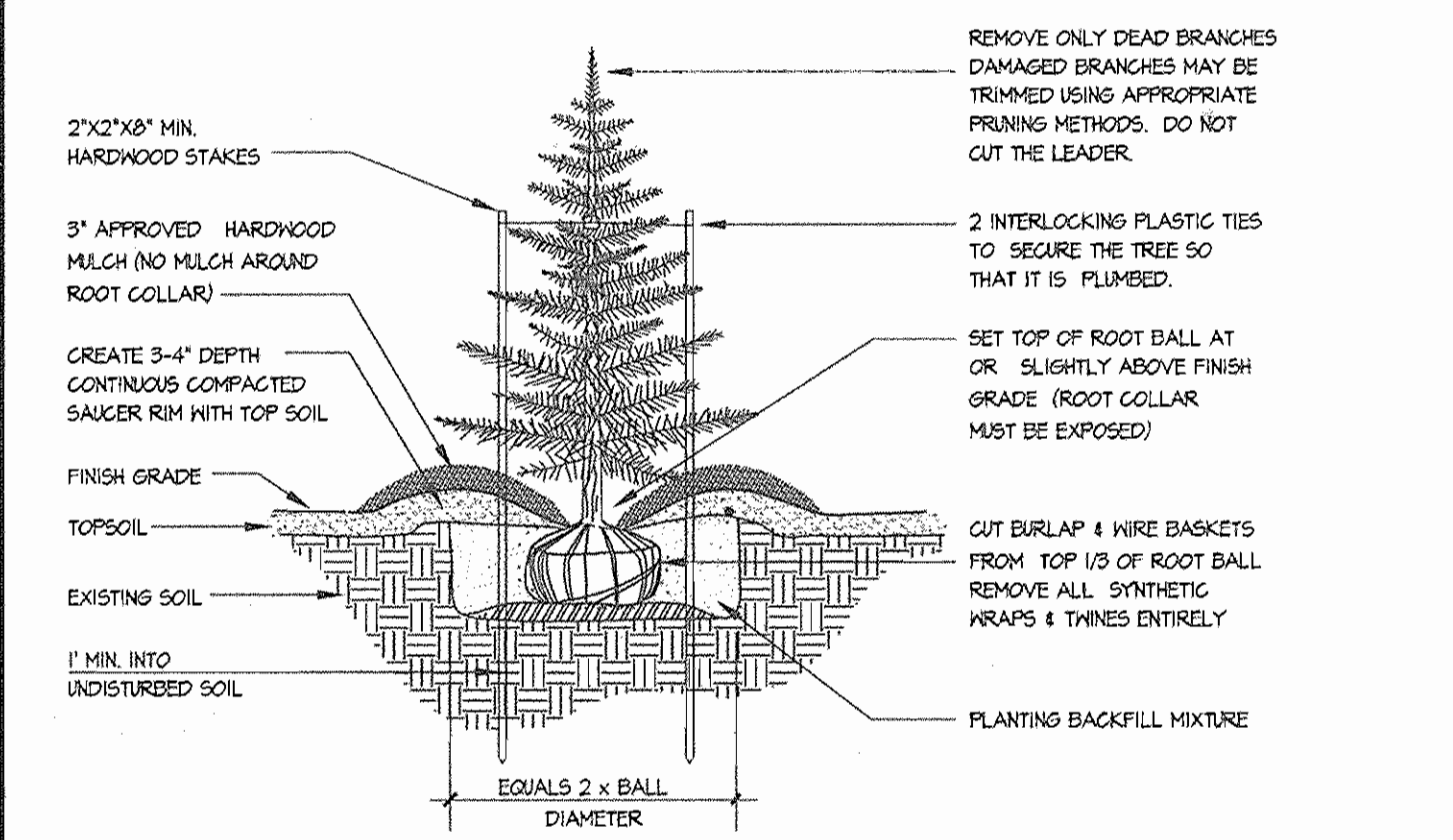 2"X2"X8" MIN.
HARDWOOD STAKES
3" APPROVED HARDWOOD
MULCH (NO MULCH AROUND
ROOT COLLAR)
CREATE 3-4" DEPTH
CONTINUOUS COMPACTED
SAUCER RIM WITH TOP SOIL
FINISH GRADE
TOPSOIL
EXISTING SOIL
1' MIN. INTO
UNDISTURBED SOIL
EQUALS 2 x BALL
DIAMETER
REMOVE ONLY DEAD BRANCHES
DAMAGED BRANCHES MAY BE
TRIMMED USING APPROPRIATE
PRUNING METHODS. DO NOT
CUT THE LEADER.
2 INTERLOCKING PLASTIC TIES
TO SECURE THE TREE SO
THAT IT IS PLUMBED.
SET TOP OF ROOT BALL AT
OR SLIGHTLY ABOVE FINISH
GRADE (ROOT COLLAR
MUST BE EXPOSED)
CUT BURLAP & WIRE BASKETS
FROM TOP 1/3 OF ROOT BALL
REMOVE ALL SYNTHETIC
WRAPS & TWINES ENTIRELY
PLANTING BACKFILL MIXTURE